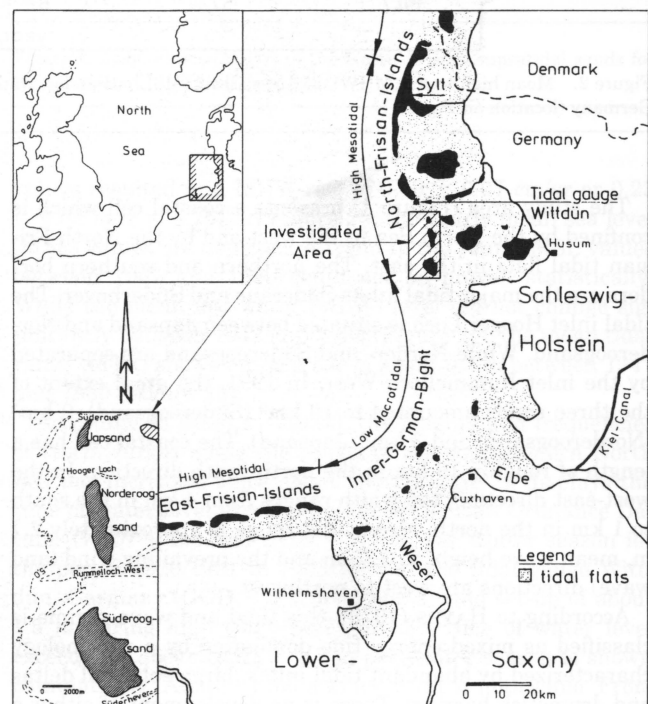 North
Sea
Denmark
Sylt
Germany
High Mesotidal
North-Frisian-Islands
Tidal gauge
Wittdün
Investigated
Area
Husum
Schleswig-
Holstein
N
Low Macrotidal
Inner-German-Bight
Kiel-Canal
Süderaue
Japsand
Hooger Loch
Norderoog-
sand
Rummelloch-West
Süderoog-
sand
Süderhever
0 2000m
High Mesotidal
East-Frisian-Islands
Elbe
Cuxhaven
Weser
Legend
tidal flats
Wilhelmshaven
Lower-
Saxony
0 10 20km